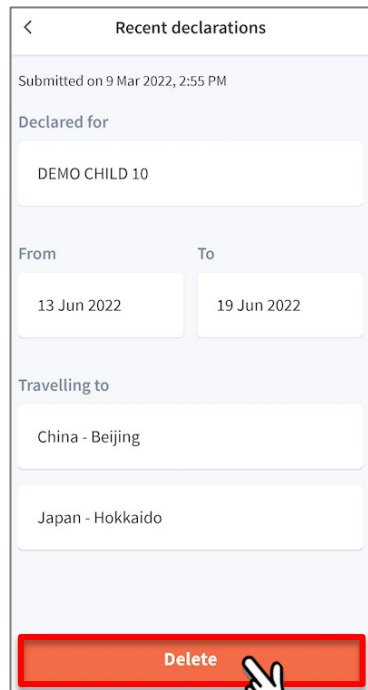 Recent declarations
Submitted on 9 Mar 2022, 2:55 PM
Declared for
DEMO CHILD 10
From To
13 Jun 2022 19 Jun 2022
Travelling to
China - Beijing
Japan - Hokkaido
Delete